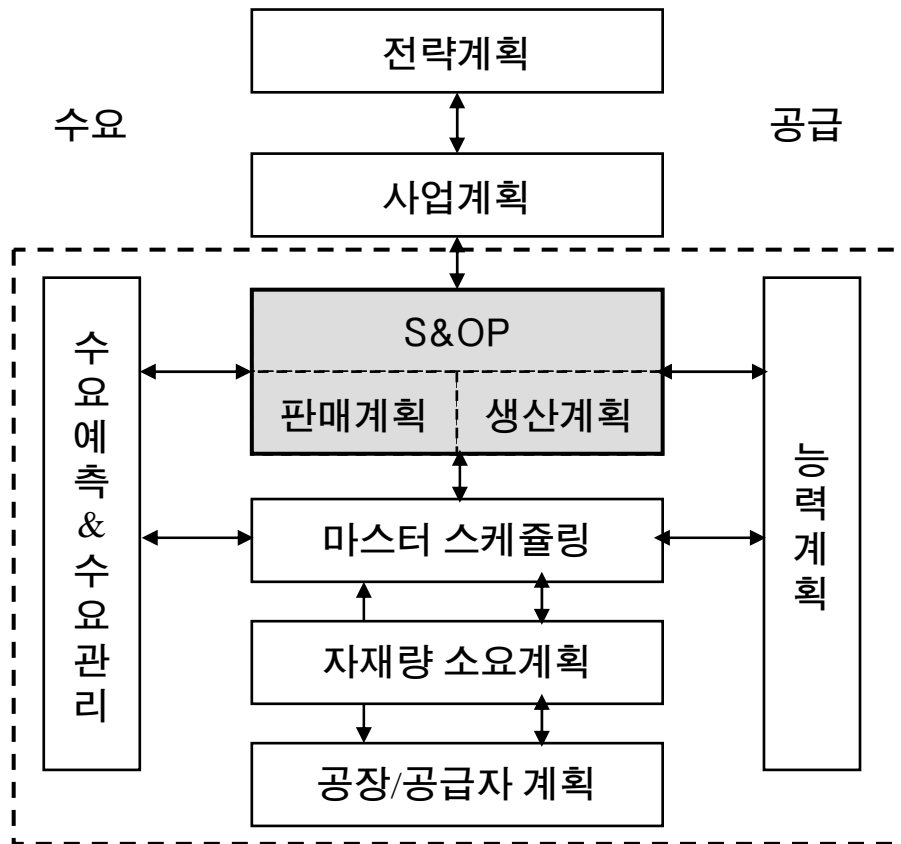 전략계획
수요
공급
사업계획
S&OP
판매계획
생산계획
수요예측&수요관리
능력계획
마스터 스케쥴링
자재량 소요계획
공장/공급자 계획